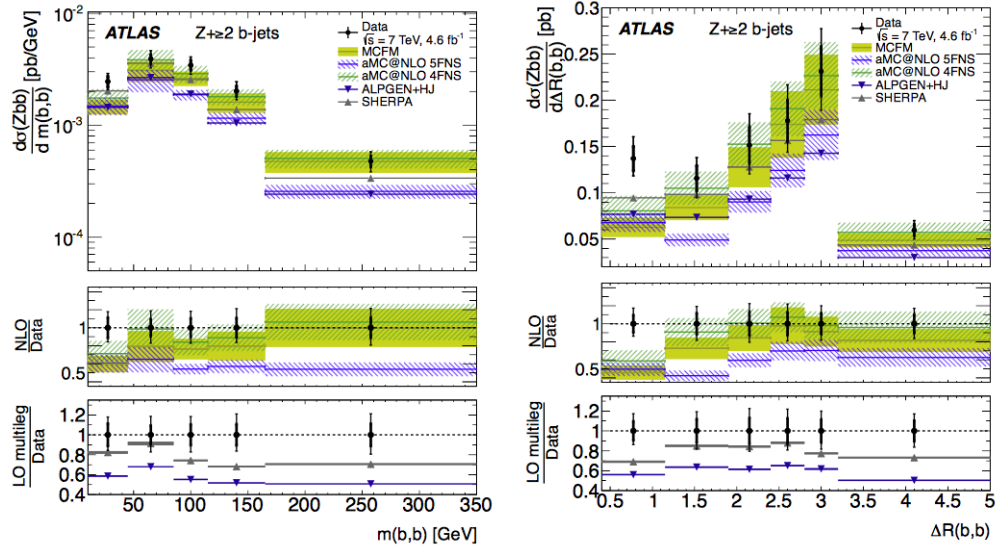 ATLAS Z+≥2 b-jets
dσ(Zbb)
d m(b,b) [pb/GeV]
Data
√s = 7 TeV, 4.6 fb⁻¹
MCFM
aMC@NLO 5FNS
aMC@NLO 4FNS
ALPGEN+HJ
SHERPA
10⁻²
10⁻³
10⁻⁴
NLO
Data
1
0.5
LO multileg
Data
1.2
1
0.8
0.6
0.4
50 100 150 200 250 300 350
m(b,b) [GeV]
ATLAS Z+≥2 b-jets
dσ(Zbb)
dΔR(b,b) [pb]
Data
√s = 7 TeV, 4.6 fb⁻¹
MCFM
aMC@NLO 5FNS
aMC@NLO 4FNS
ALPGEN+HJ
SHERPA
0.3
0.25
0.2
0.15
0.1
0.05
NLO
Data
1
0.5
LO multileg
Data
1.2
1
0.8
0.6
0.4
0.5 1 1.5 2 2.5 3 3.5 4 4.5 5
ΔR(b,b)